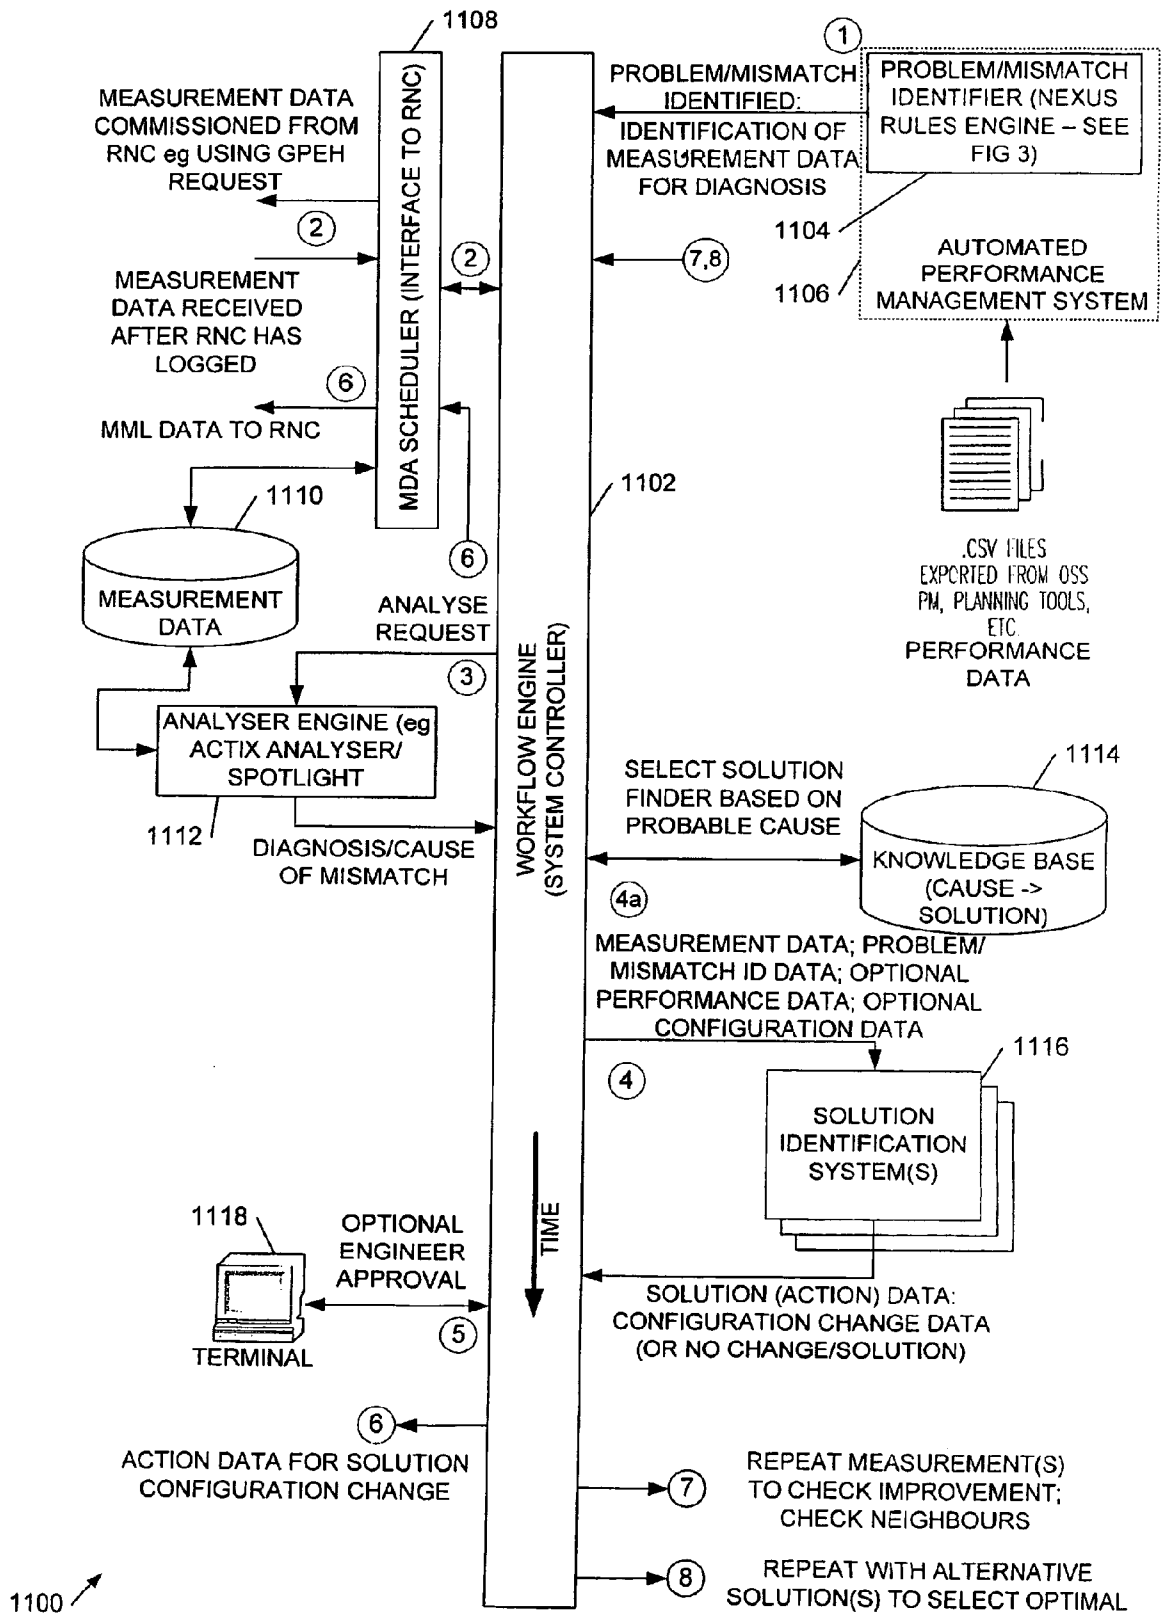 1108
MEASUREMENT DATA
COMMISSIONED FROM
RNC eg USING GPEH
REQUEST
2
MEASUREMENT
DATA RECEIVED
AFTER RNC HAS
LOGGED
6
MML DATA TO RNC
MDA SCHEDULER (INTERFACE TO RNC)
2
6
1
PROBLEM/MISMATCH
IDENTIFIED:
IDENTIFICATION OF
MEASUREMENT DATA
FOR DIAGNOSIS
PROBLEM/MISMATCH
IDENTIFIER (NEXUS
RULES ENGINE – SEE
FIG 3)
1104
7,8
1106
AUTOMATED
PERFORMANCE
MANAGEMENT SYSTEM
1102
.CSV FILES
EXPORTED FROM OSS
PM, PLANNING TOOLS,
ETC.
PERFORMANCE
DATA
1110
MEASUREMENT
DATA
ANALYSE
REQUEST
3
ANALYSER ENGINE (eg
ACTIX ANALYSER/
SPOTLIGHT
1112
DIAGNOSIS/CAUSE
OF MISMATCH
WORKFLOW ENGINE
(SYSTEM CONTROLLER)
SELECT SOLUTION
FINDER BASED ON
PROBABLE CAUSE
1114
KNOWLEDGE BASE
(CAUSE ->
SOLUTION)
4a
MEASUREMENT DATA; PROBLEM/
MISMATCH ID DATA; OPTIONAL
PERFORMANCE DATA; OPTIONAL
CONFIGURATION DATA
4
1116
SOLUTION
IDENTIFICATION
SYSTEM(S)
TIME
1118
OPTIONAL
ENGINEER
APPROVAL
5
TERMINAL
SOLUTION (ACTION) DATA:
CONFIGURATION CHANGE DATA
(OR NO CHANGE/SOLUTION)
6
ACTION DATA FOR SOLUTION
CONFIGURATION CHANGE
7
REPEAT MEASUREMENT(S)
TO CHECK IMPROVEMENT;
CHECK NEIGHBOURS
8
REPEAT WITH ALTERNATIVE
SOLUTION(S) TO SELECT OPTIMAL
1100